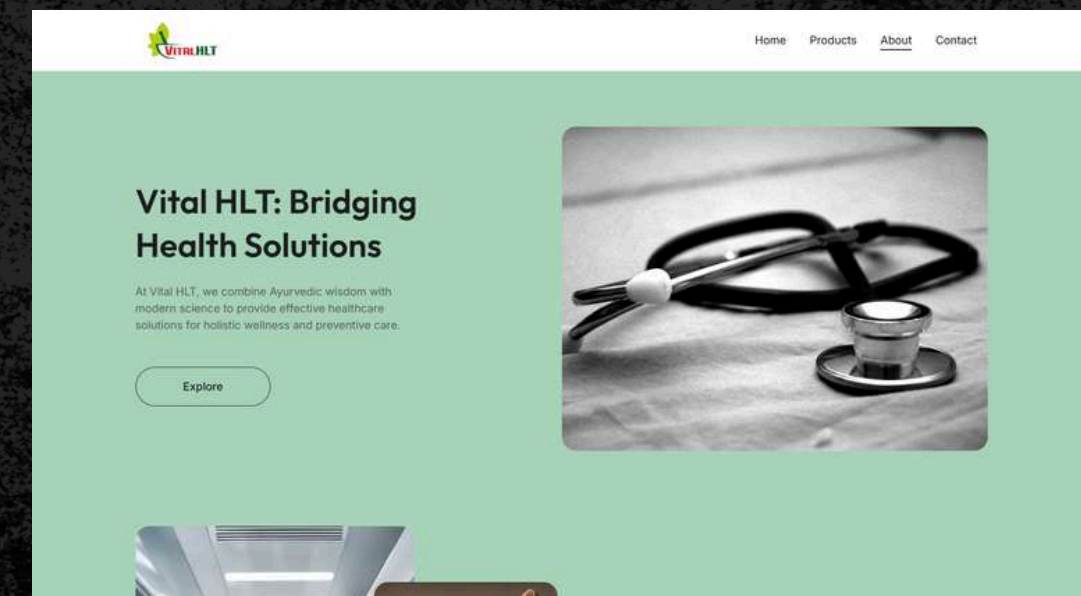 VITALHLT
Home Products About Contact
Vital HLT: Bridging
Health Solutions
At Vital HLT, we combine Ayurvedic wisdom with
modern science to provide effective healthcare
solutions for holistic wellness and preventive care.
Explore